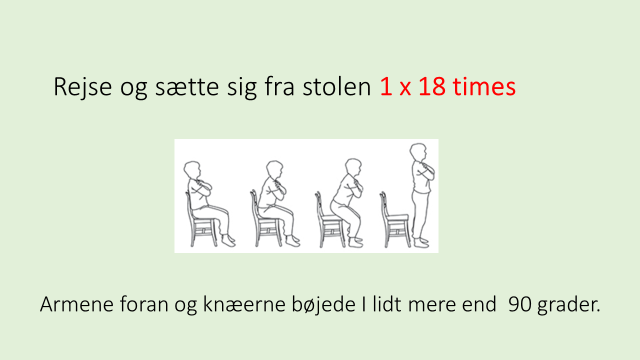 Rejse og sætte sig fra stolen 1 x 18 times
Armene foran og knæerne bøjede I lidt mere end 90 grader.